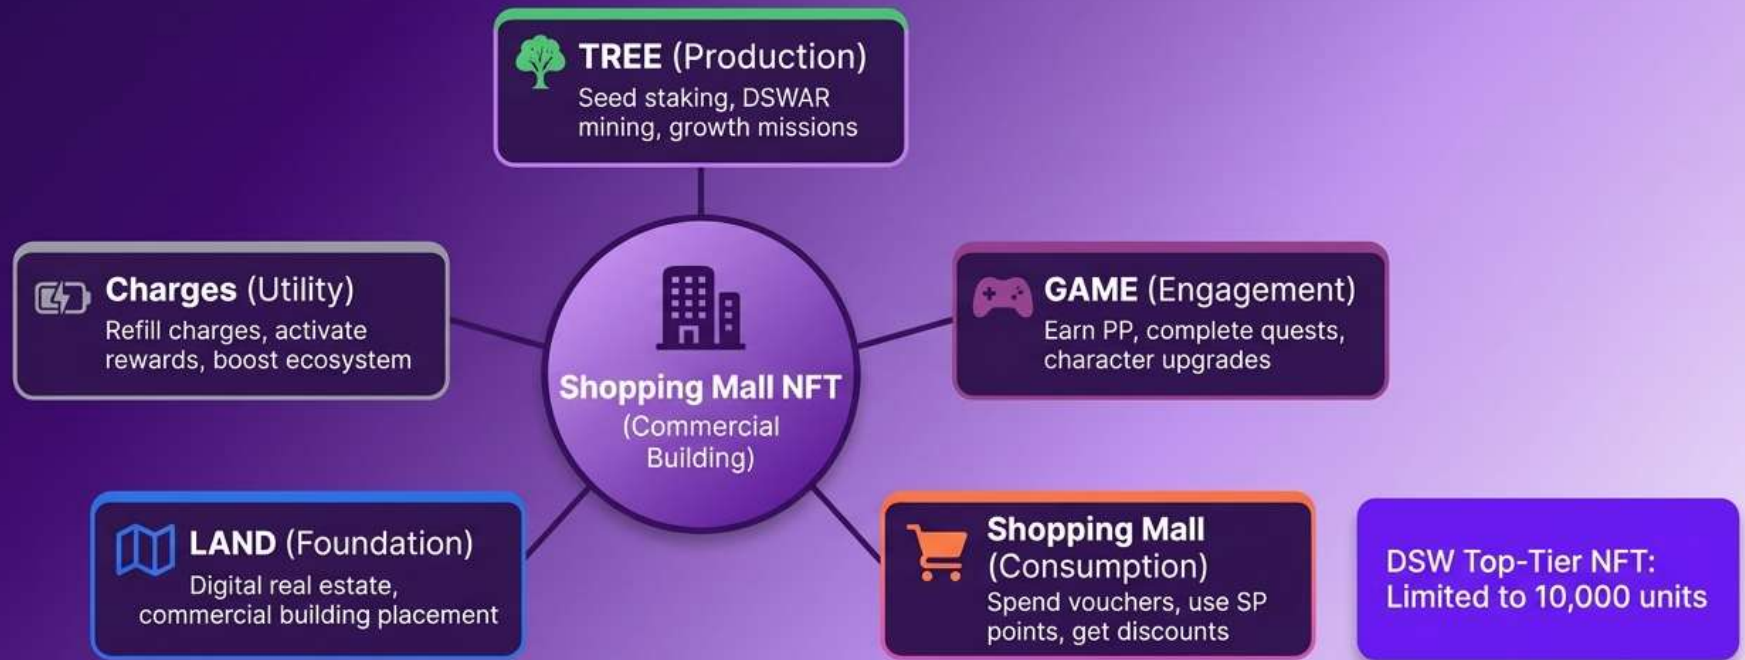 TREE (Production)
Seed staking, DSWAR
mining, growth missions
Charges (Utility)
Refill charges, activate
rewards, boost ecosystem
GAME (Engagement)
Earn PP, complete quests,
character upgrades
Shopping Mall NFT
(Commercial
Building)
LAND (Foundation)
Digital real estate,
commercial building placement
Shopping Mall
(Consumption)
Spend vouchers, use SP
points, get discounts
DSW Top-Tier NFT:
Limited to 10,000 units